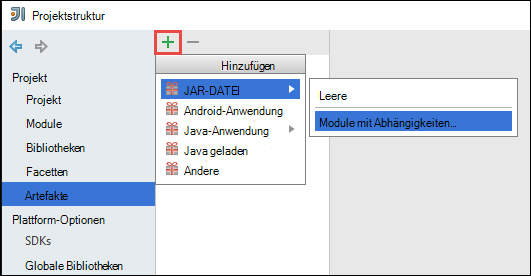 Projektstruktur
Hinzufügen
Projekt
Projekt
Module
Bibliotheken
Facetten
Artefakte
Plattform-Optionen
SDKs
Globale Bibliotheken
JAR-DATEI
Android-Anwendung
Java-Anwendung
Java geladen
Andere
Leere
Module mit Abhängigkeiten...